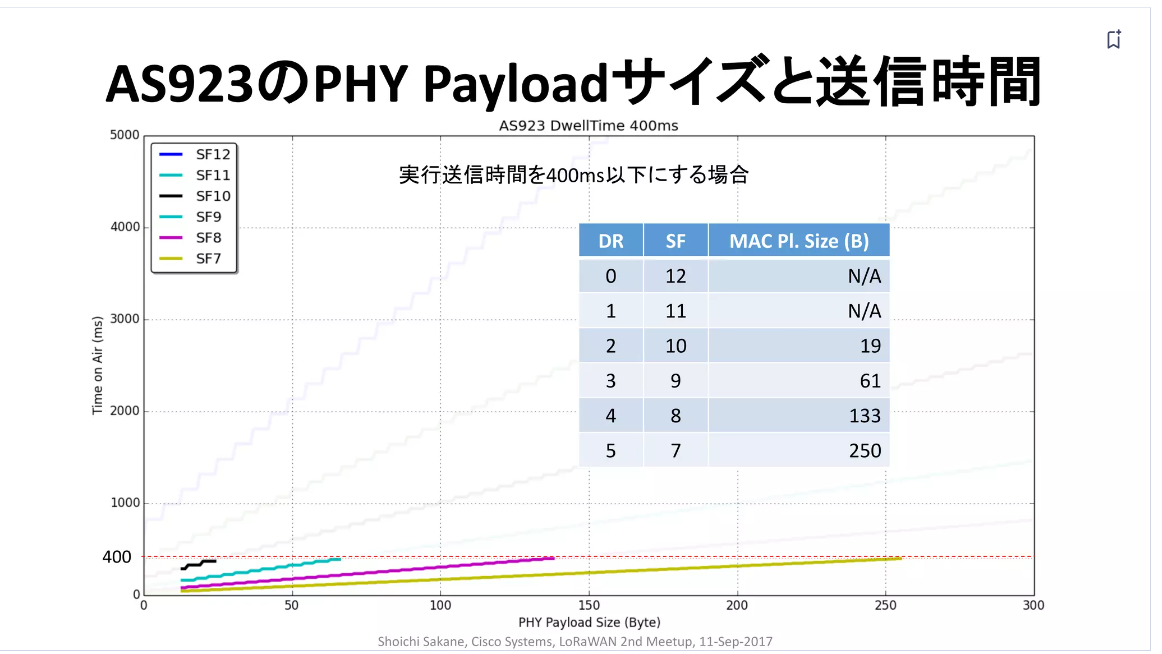 AS923のPHY Payloadサイズと送信時間
AS923 DwellTime 400ms
実行送信時間を400ms以下にする場合
5000
4000
3000
2000
1000
400
0
Time on Air (ms)
SF12
SF11
SF10
SF9
SF8
SF7
DR SF MAC Pl. Size (B)
0 12 N/A
1 11 N/A
2 10 19
3 9 61
4 8 133
5 7 250
0 50 100 150 200 250 300
PHY Payload Size (Byte)
Shoichi Sakane, Cisco Systems, LoRaWAN 2nd Meetup, 11-Sep-2017